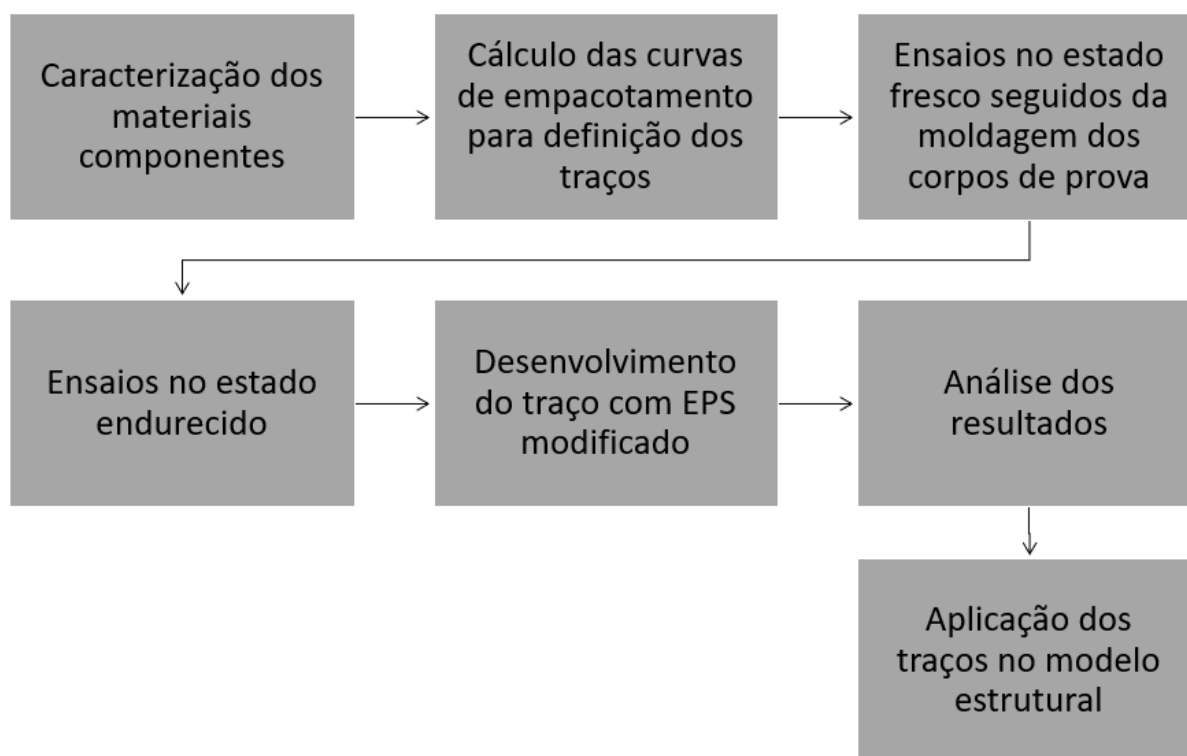 Caracterização dos
materiais
componentes
Cálculo das curvas
de empacotamento
para definição dos
traços
Ensaios no estado
fresco seguidos da
moldagem dos
corpos de prova
Ensaios no estado
endurecido
Desenvolvimento
do traço com EPS
modificado
Análise dos
resultados
Aplicação dos
traços no modelo
estrutural